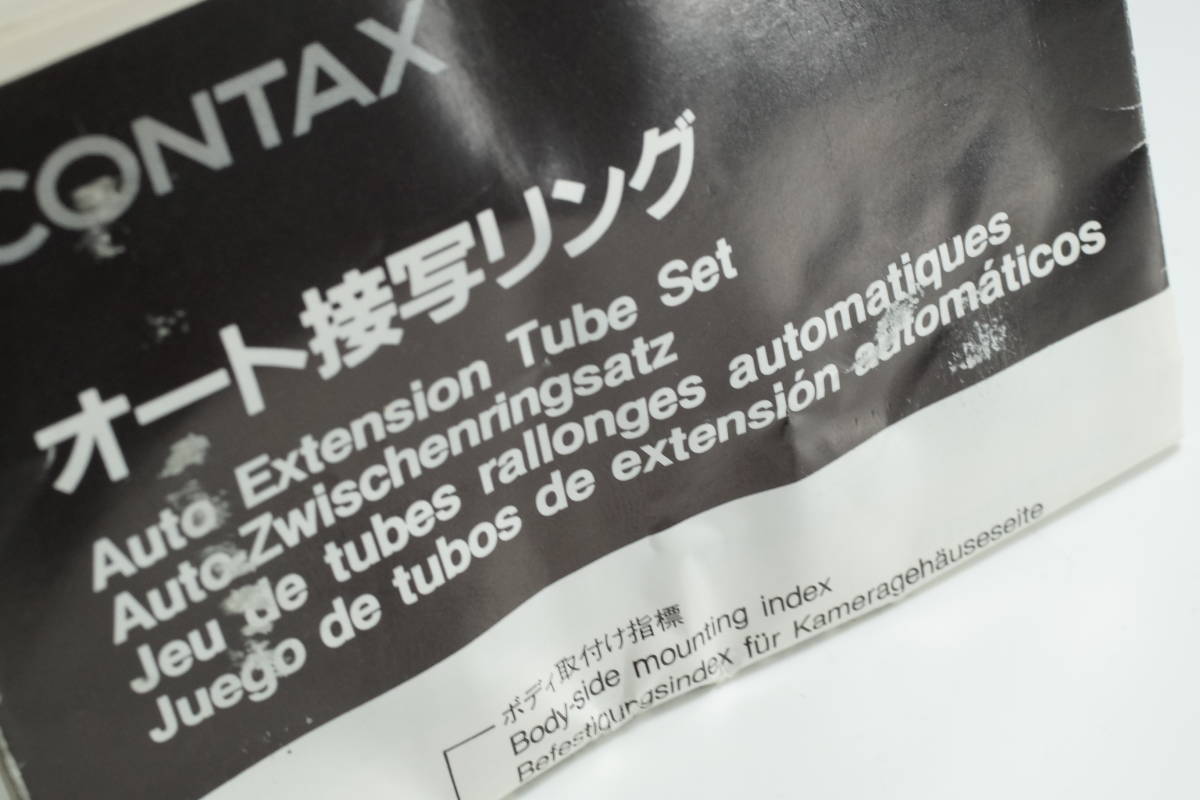 CONTAX
オート接写リング
Auto Extension Tube Set
Auto-Zwischenringsatz
Jeu de tubes rallonges automatiques
Juego de tubos de extensión automáticos
ボディ取付け指標
Body-side mounting index
Befestigungsindex für Kameragehäuseseite